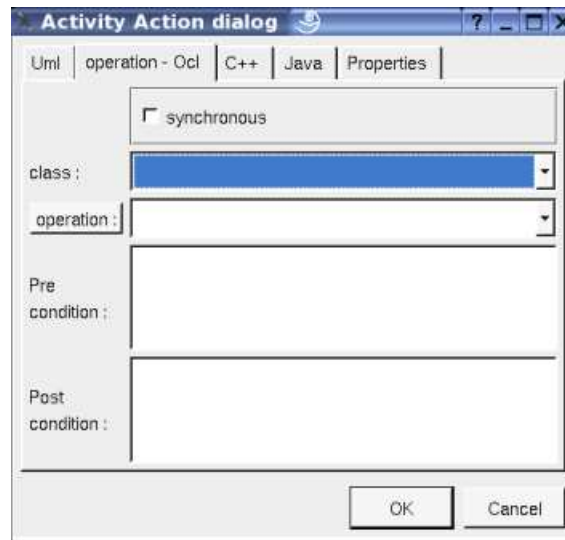 Activity Action dialog
Uml operation - Ocl C++ Java Properties
synchronous
class :
operation :
Pre
condition :
Post
condition :
OK Cancel